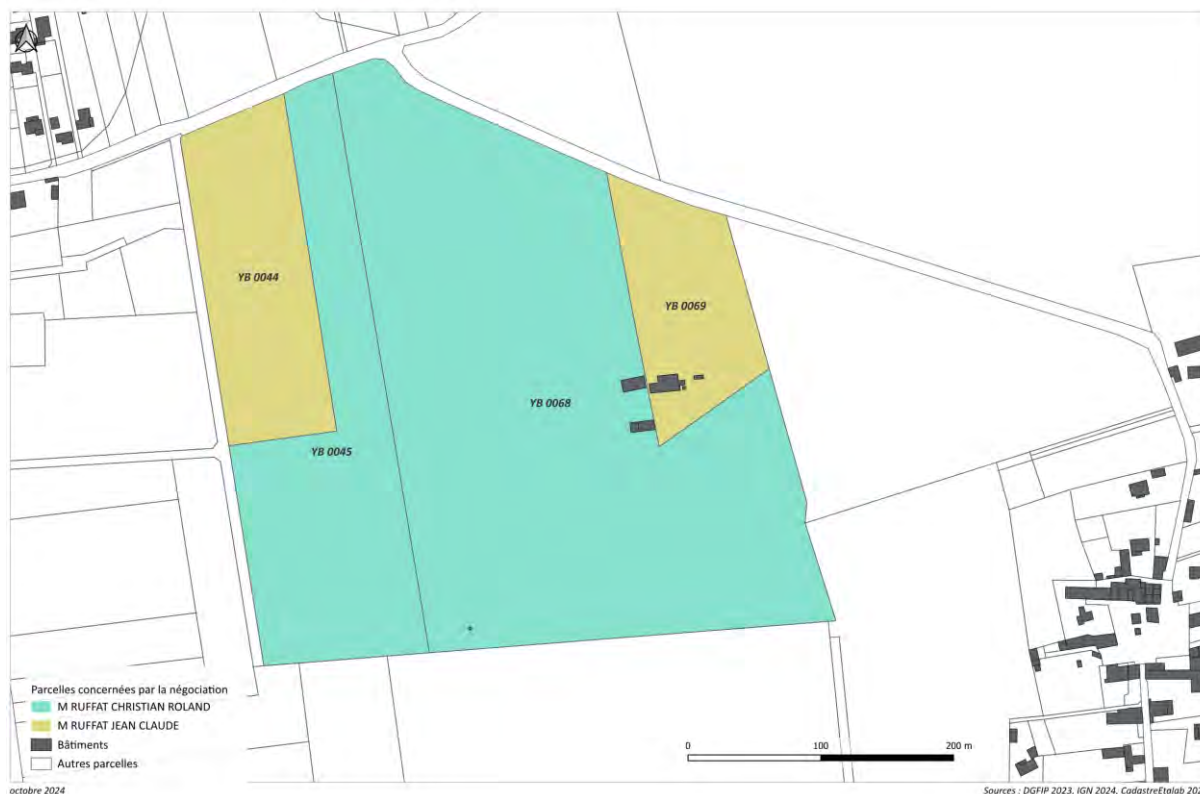 YB 0044
YB 0069
YB 0068
YB 0045
Parcelles concernées par la négociation
M RUFFAT CHRISTIAN ROLAND
M RUFFAT JEAN CLAUDE
Bâtiments
Autres parcelles
0 100 200 m
octobre 2024
Sources : DGFIP 2023, IGN 2024, CadastreEtalab